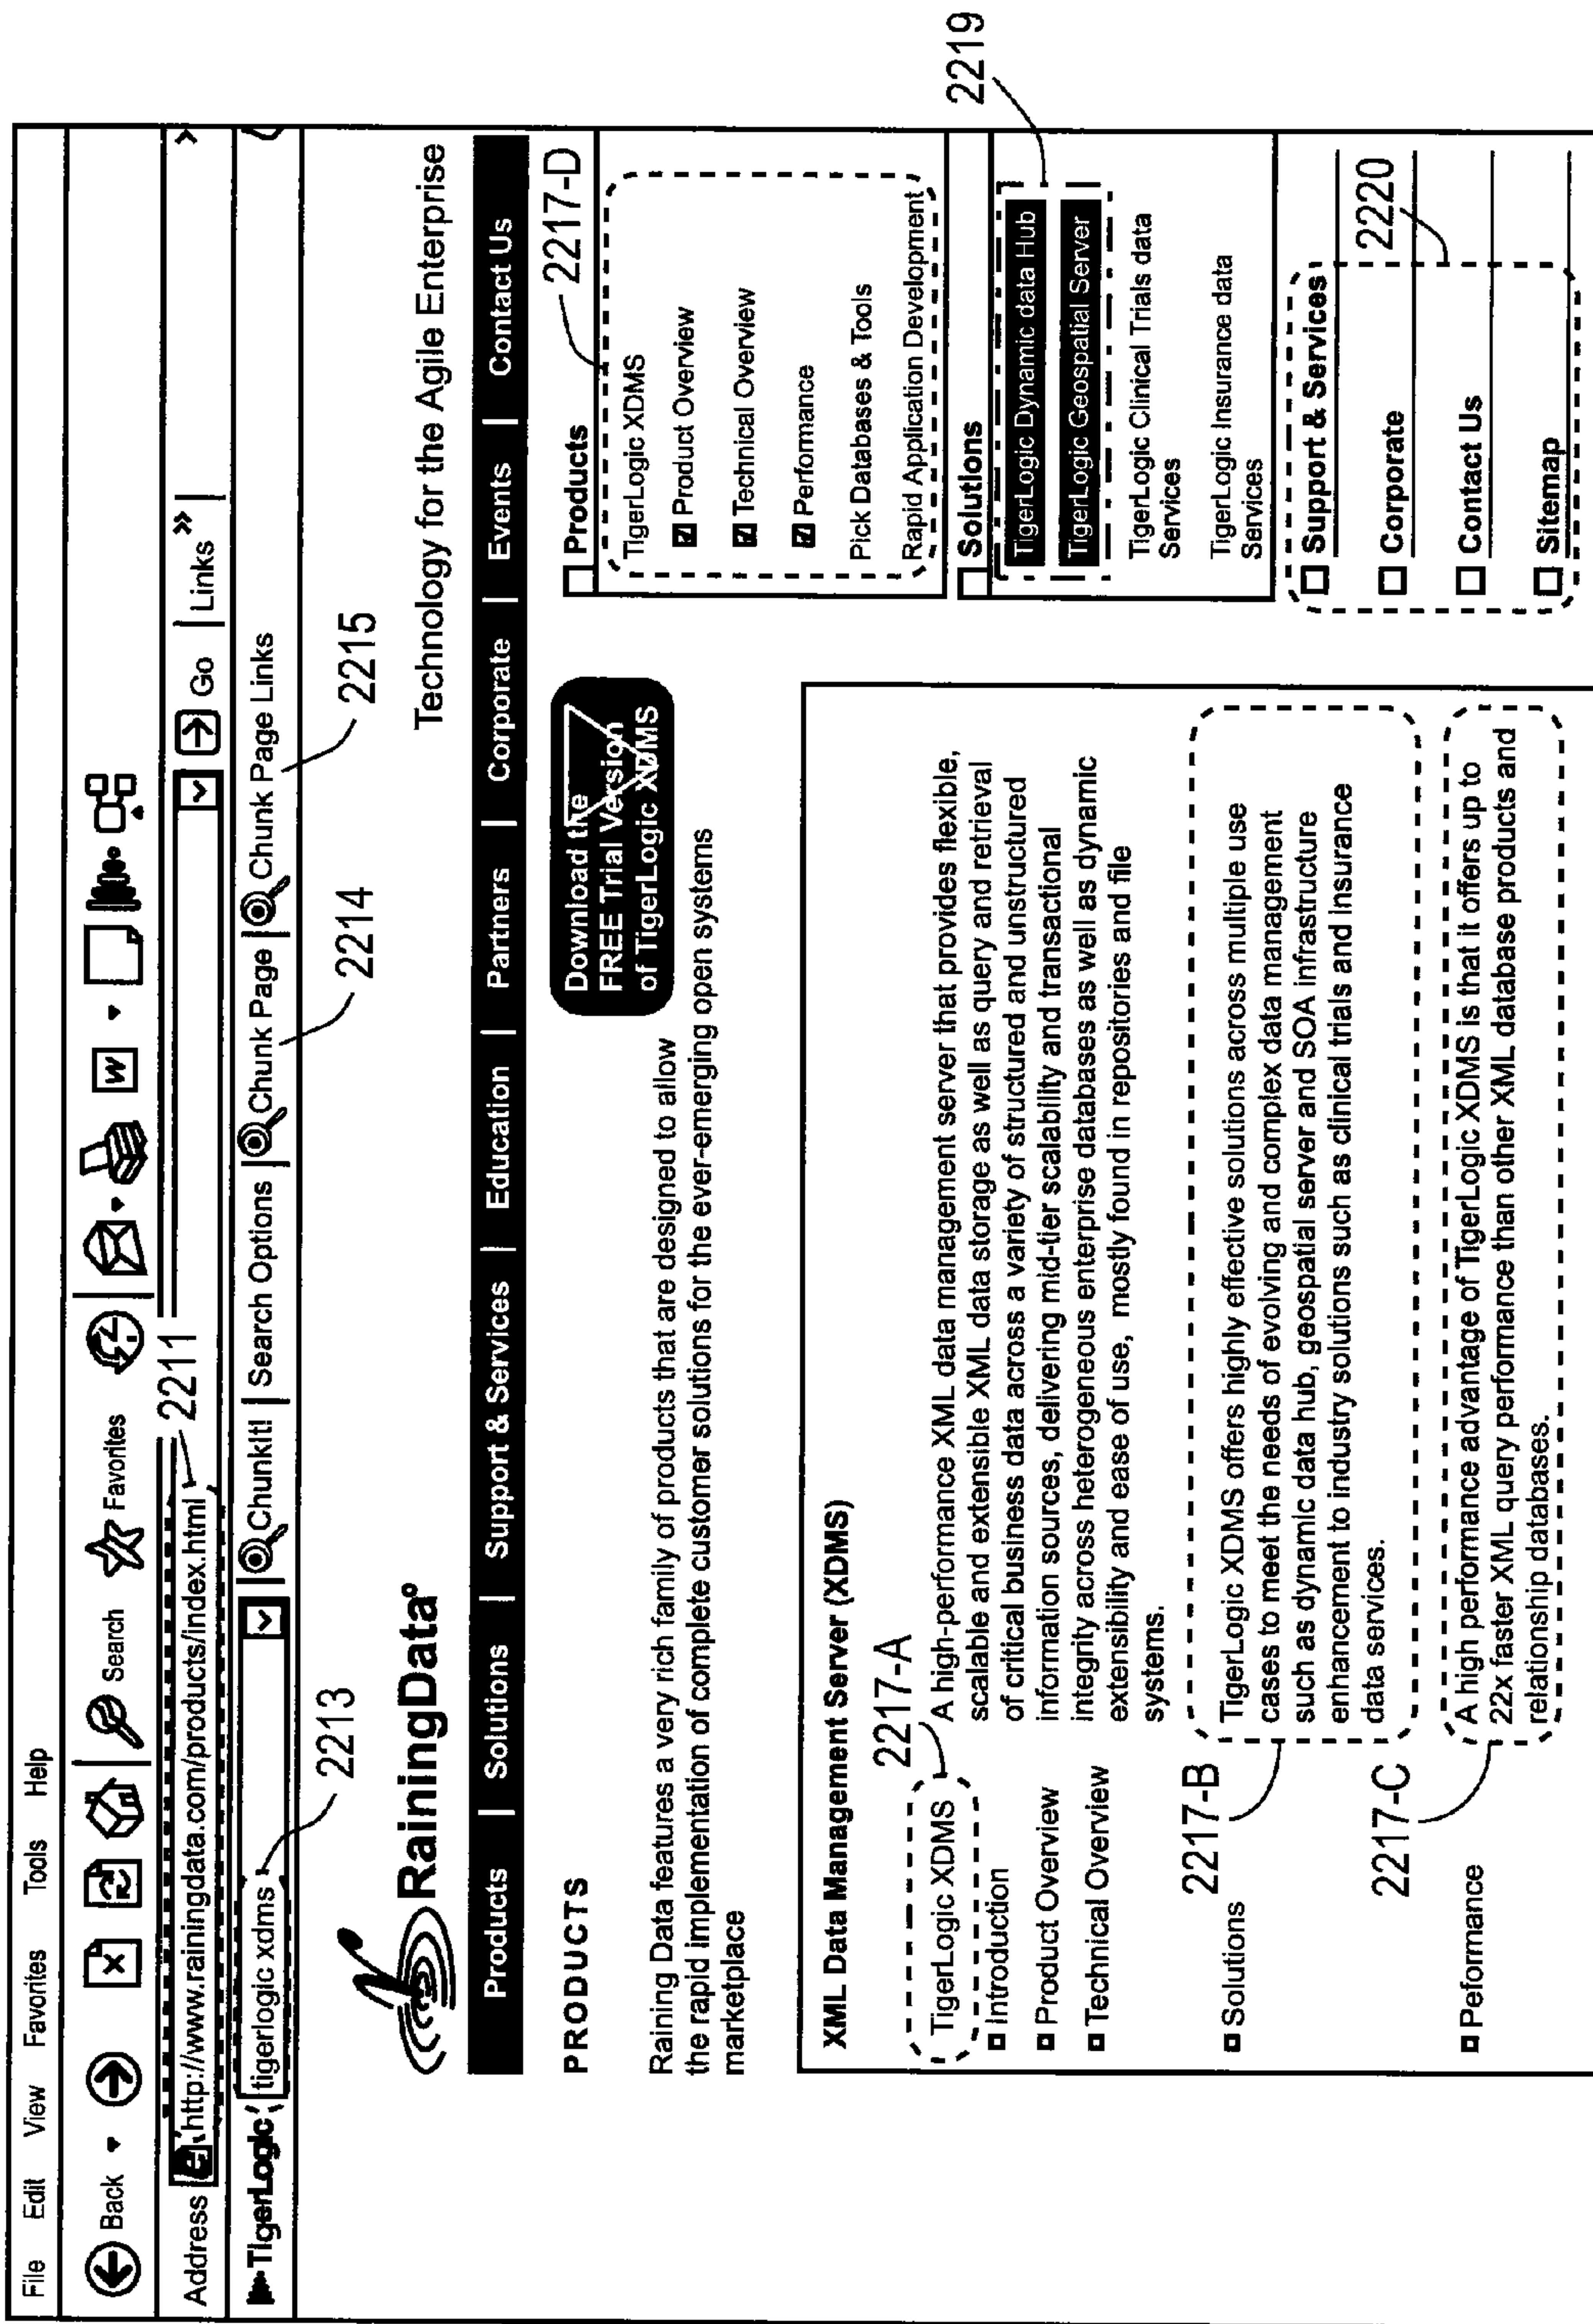 File Edit View Favorites Tools Help
Back Search Favorites
Address http://www.rainingdata.com/products/index.html 2211 Go Links »
TigerLogic tigerlogic xdms Chunkit! Search Options Chunk Page Chunk Page Links
2213 2214 2215
RainingData
Technology for the Agile Enterprise
Products | Solutions | Support & Services | Education | Partners | Corporate | Events | Contact Us
PRODUCTS
Raining Data features a very rich family of products that are designed to allow
the rapid implementation of complete customer solutions for the ever-emerging open systems
marketplace
Download the
FREE Trial Version
of TigerLogic XDMS
XML Data Management Server (XDMS)
2217-A
TigerLogic XDMS
Introduction
Product Overview
Technical Overview
A high-performance XML data management server that provides flexible,
scalable and extensible XML data storage as well as query and retrieval
of critical business data across a variety of structured and unstructured
information sources, delivering mid-tier scalability and transactional
integrity across heterogeneous enterprise databases as well as dynamic
extensibility and ease of use, mostly found in repositories and file
systems.
2217-B
Solutions
TigerLogic XDMS offers highly effective solutions across multiple use
cases to meet the needs of evolving and complex data management
such as dynamic data hub, geospatial server and SOA infrastructure
enhancement to industry solutions such as clinical trials and insurance
data services.
2217-C
Peformance
A high performance advantage of TigerLogic XDMS is that it offers up to
22x faster XML query performance than other XML database products and
relationship databases.
Products
2217-D
TigerLogic XDMS
Product Overview
Technical Overview
Performance
Pick Databases & Tools
Rapid Application Development
Solutions
2219
TigerLogic Dynamic data Hub
TigerLogic Geospatial Server
TigerLogic Clinical Trials data
Services
TigerLogic Insurance data
Services
Support & Services
2220
Corporate
Contact Us
Sitemap